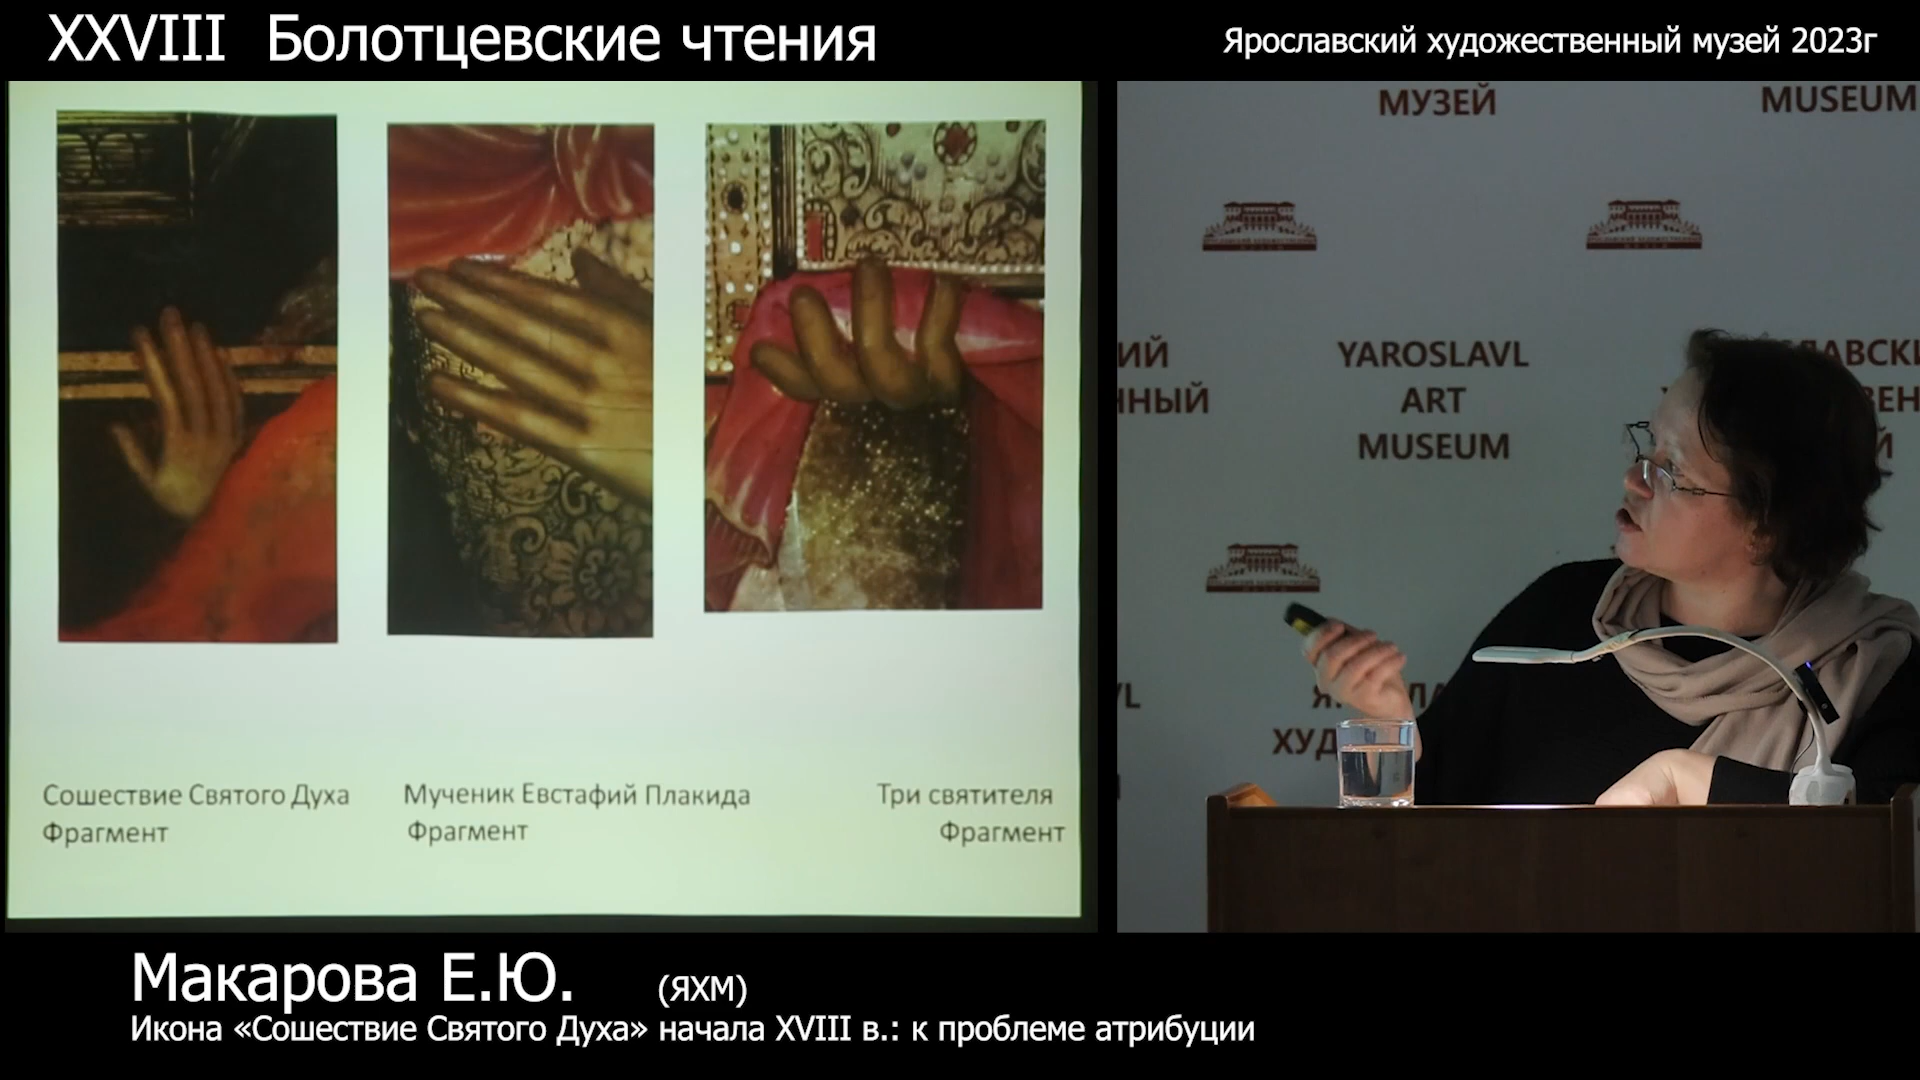 XXVIII Болотцевские чтения
Ярославский художественный музей 2023г
Сошествие Святого Духа
Фрагмент
Мученик Евстафий Плакида
Фрагмент
Три святителя
Фрагмент
МУЗЕЙ
MUSEUM
YAROSLAVL
ART
MUSEUM
Макарова Е.Ю. (ЯХМ)
Икона «Сошествие Святого Духа» начала XVIII в.: к проблеме атрибуции